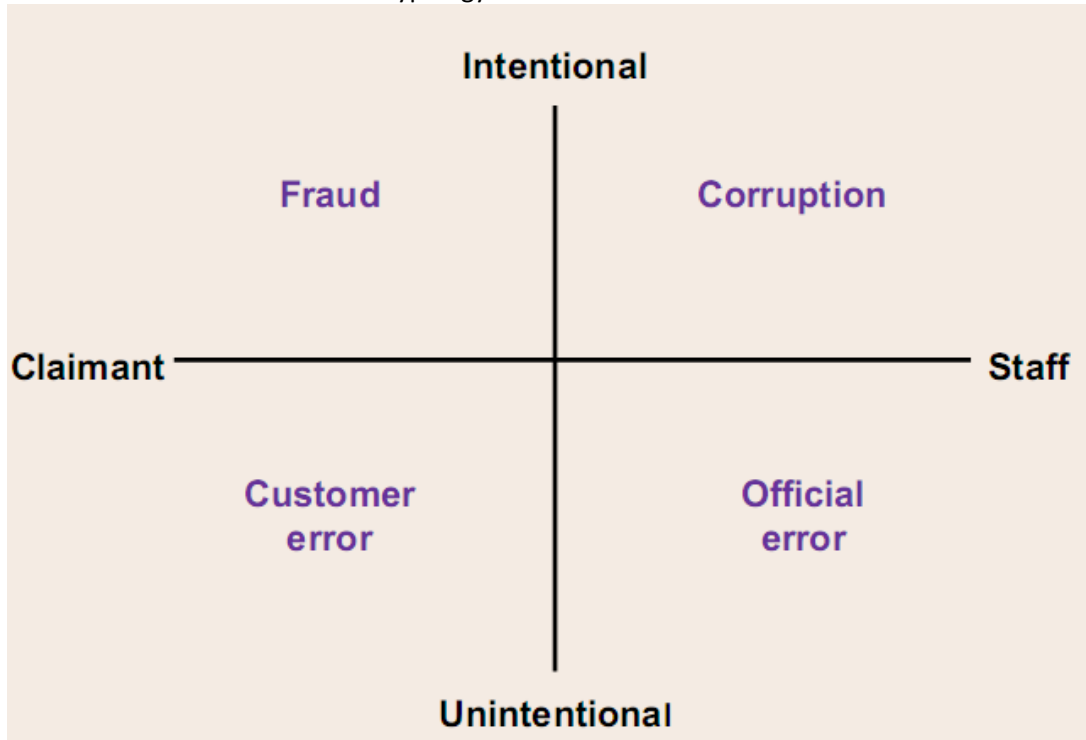 Intentional
Fraud
Corruption
Claimant
Staff
Customer
error
Official
error
Unintentional